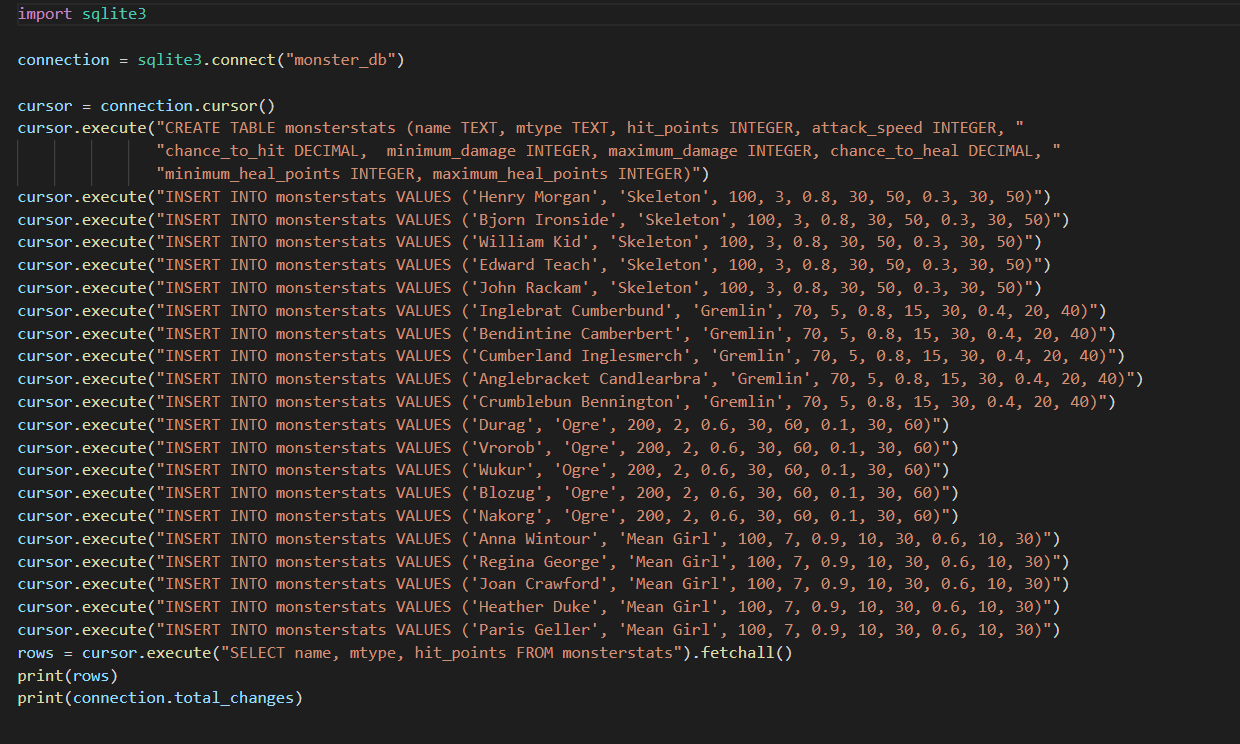 import sqlite3
connection = sqlite3.connect("monster_db")
cursor = connection.cursor()
cursor.execute("CREATE TABLE monsterstats (name TEXT, mtype TEXT, hit_points INTEGER, attack_speed INTEGER, "
"chance_to_hit DECIMAL,  minimum_damage INTEGER, maximum_damage INTEGER, chance_to_heal DECIMAL, "
"minimum_heal_points INTEGER, maximum_heal_points INTEGER)")
cursor.execute("INSERT INTO monsterstats VALUES ('Henry Morgan', 'Skeleton', 100, 3, 0.8, 30, 50, 0.3, 30, 50)")
cursor.execute("INSERT INTO monsterstats VALUES ('Bjorn Ironside', 'Skeleton', 100, 3, 0.8, 30, 50, 0.3, 30, 50)")
cursor.execute("INSERT INTO monsterstats VALUES ('William Kid', 'Skeleton', 100, 3, 0.8, 30, 50, 0.3, 30, 50)")
cursor.execute("INSERT INTO monsterstats VALUES ('Edward Teach', 'Skeleton', 100, 3, 0.8, 30, 50, 0.3, 30, 50)")
cursor.execute("INSERT INTO monsterstats VALUES ('John Rackam', 'Skeleton', 100, 3, 0.8, 30, 50, 0.3, 30, 50)")
cursor.execute("INSERT INTO monsterstats VALUES ('Inglebrat Cumberbund', 'Gremlin', 70, 5, 0.8, 15, 30, 0.4, 20, 40)")
cursor.execute("INSERT INTO monsterstats VALUES ('Bendintine Camberbert', 'Gremlin', 70, 5, 0.8, 15, 30, 0.4, 20, 40)")
cursor.execute("INSERT INTO monsterstats VALUES ('Cumberland Inglesmerch', 'Gremlin', 70, 5, 0.8, 15, 30, 0.4, 20, 40)")
cursor.execute("INSERT INTO monsterstats VALUES ('Anglebracket Candlearbra', 'Gremlin', 70, 5, 0.8, 15, 30, 0.4, 20, 40)")
cursor.execute("INSERT INTO monsterstats VALUES ('Crumblebun Bennington', 'Gremlin', 70, 5, 0.8, 15, 30, 0.4, 20, 40)")
cursor.execute("INSERT INTO monsterstats VALUES ('Durag', 'Ogre', 200, 2, 0.6, 30, 60, 0.1, 30, 60)")
cursor.execute("INSERT INTO monsterstats VALUES ('Vrorob', 'Ogre', 200, 2, 0.6, 30, 60, 0.1, 30, 60)")
cursor.execute("INSERT INTO monsterstats VALUES ('Wukur', 'Ogre', 200, 2, 0.6, 30, 60, 0.1, 30, 60)")
cursor.execute("INSERT INTO monsterstats VALUES ('Blozug', 'Ogre', 200, 2, 0.6, 30, 60, 0.1, 30, 60)")
cursor.execute("INSERT INTO monsterstats VALUES ('Nakorg', 'Ogre', 200, 2, 0.6, 30, 60, 0.1, 30, 60)")
cursor.execute("INSERT INTO monsterstats VALUES ('Anna Wintour', 'Mean Girl', 100, 7, 0.9, 10, 30, 0.6, 10, 30)")
cursor.execute("INSERT INTO monsterstats VALUES ('Regina George', 'Mean Girl', 100, 7, 0.9, 10, 30, 0.6, 10, 30)")
cursor.execute("INSERT INTO monsterstats VALUES ('Joan Crawford', 'Mean Girl', 100, 7, 0.9, 10, 30, 0.6, 10, 30)")
cursor.execute("INSERT INTO monsterstats VALUES ('Heather Duke', 'Mean Girl', 100, 7, 0.9, 10, 30, 0.6, 10, 30)")
cursor.execute("INSERT INTO monsterstats VALUES ('Paris Geller', 'Mean Girl', 100, 7, 0.9, 10, 30, 0.6, 10, 30)")
rows = cursor.execute("SELECT name, mtype, hit_points FROM monsterstats").fetchall()
print(rows)
print(connection.total_changes)